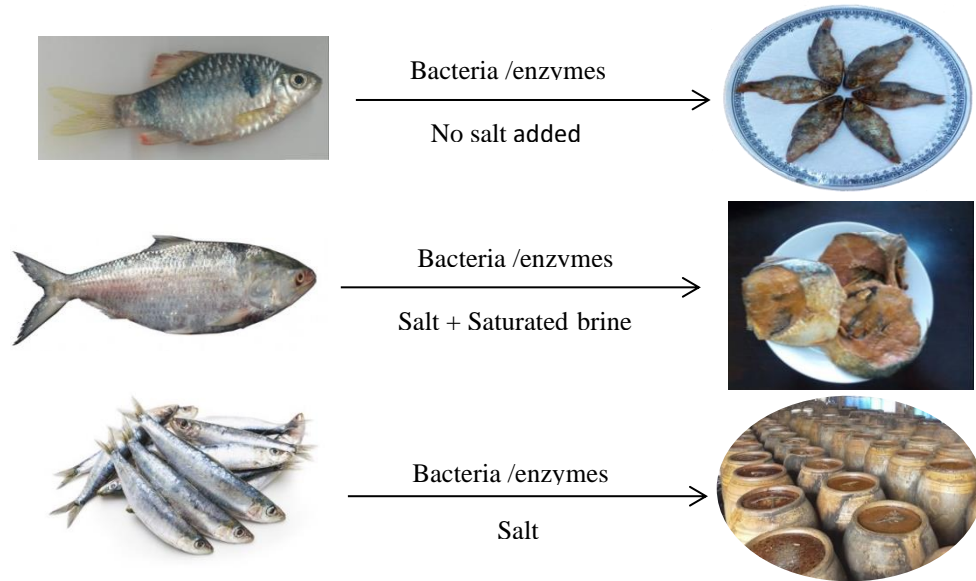 Bacteria /enzymes
No salt added
Bacteria /enzymes
Salt + Saturated brine
Bacteria /enzymes
Salt